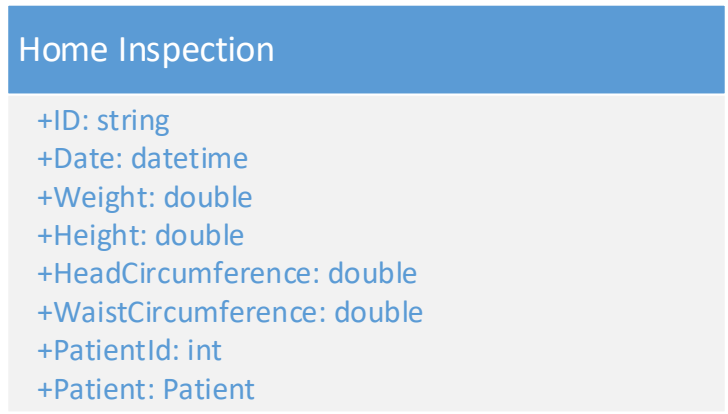 Home Inspection
+ID: string
+Date: datetime
+Weight: double
+Height: double
+HeadCircumference: double
+WaistCircumference: double
+PatientId: int
+Patient: Patient